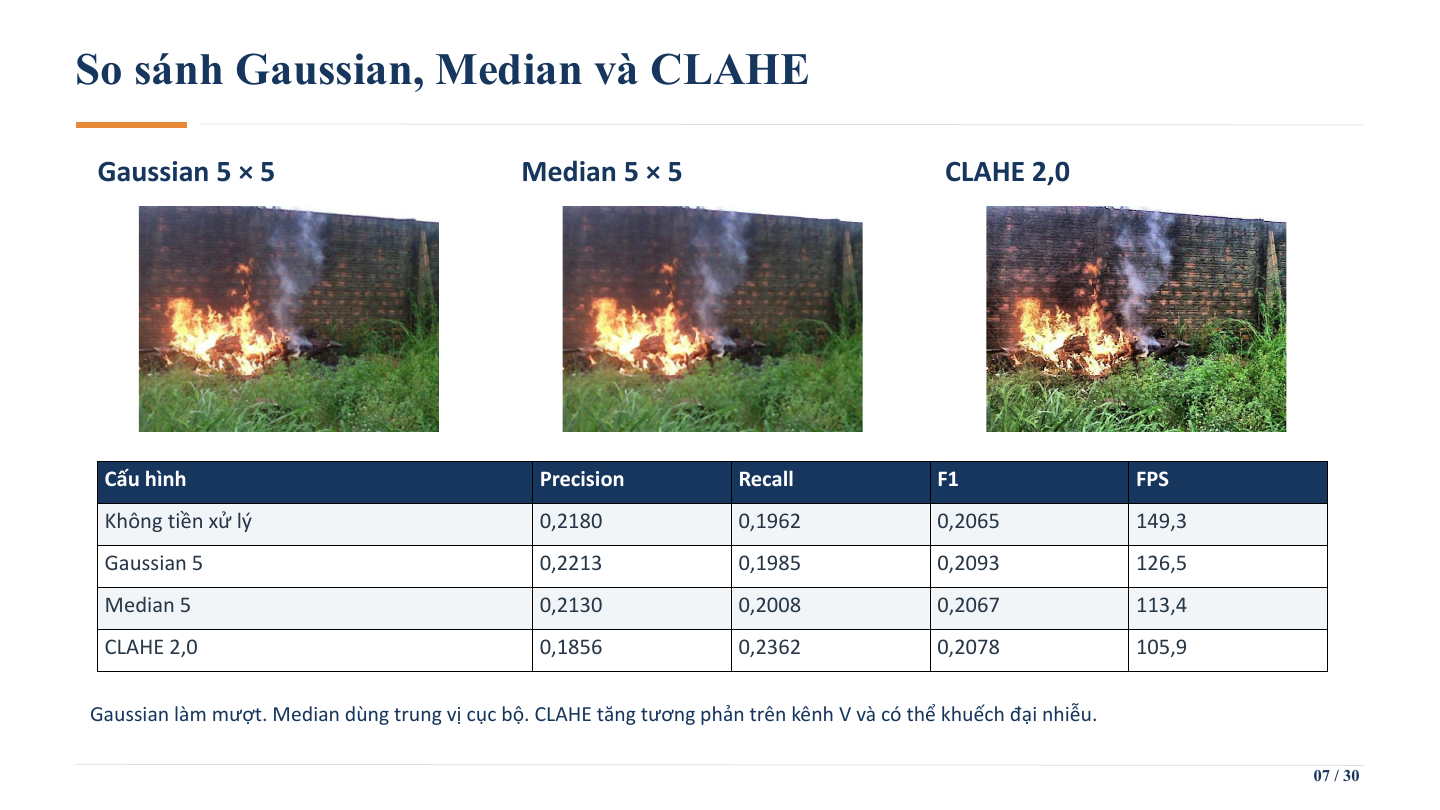 So sánh Gaussian, Median và CLAHE
Gaussian 5 × 5 Median 5 × 5 CLAHE 2,0
Cấu hình Precision Recall F1 FPS
Không tiền xử lý 0,2180 0,1962 0,2065 149,3
Gaussian 5 0,2213 0,1985 0,2093 126,5
Median 5 0,2130 0,2008 0,2067 113,4
CLAHE 2,0 0,1856 0,2362 0,2078 105,9
Gaussian làm mượt. Median dùng trung vị cục bộ. CLAHE tăng tương phản trên kênh V và có thể khuếch đại nhiễu.
07 / 30